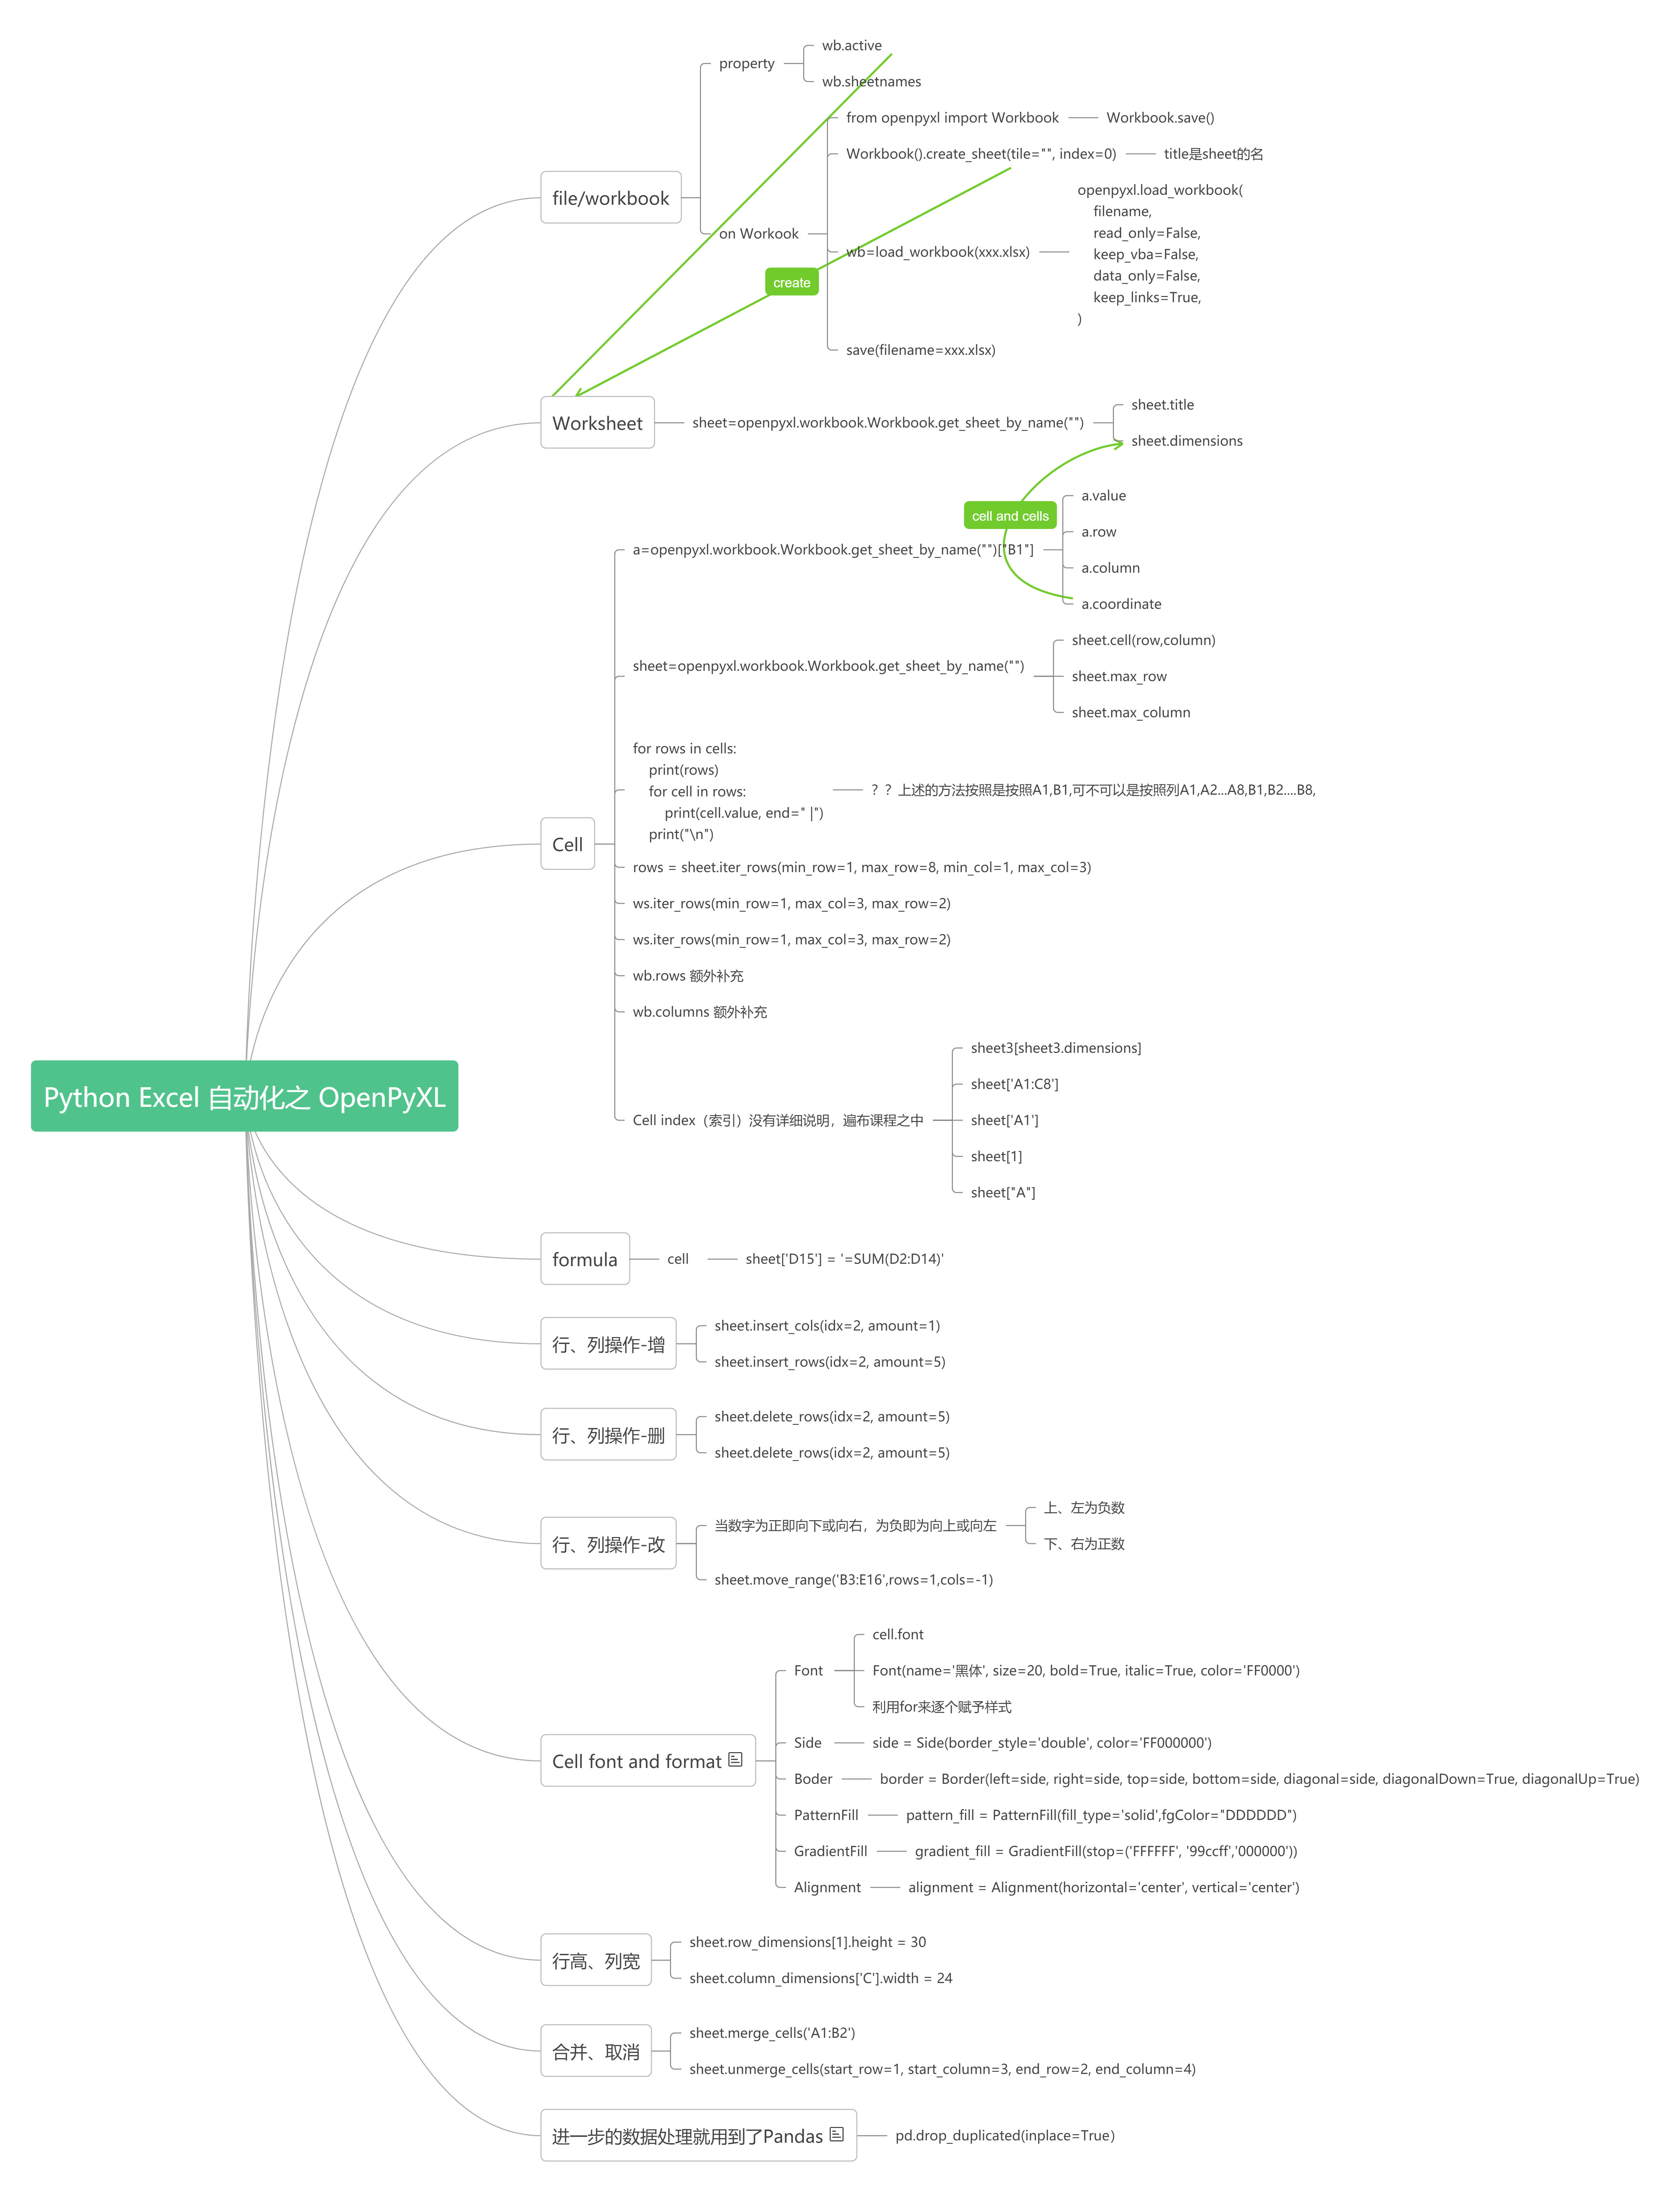 Python Excel 自动化之 OpenPyXL
file/workbook
property
wb.active
wb.sheetnames
on Workook
from openpyxl import Workbook
Workbook.save()
Workbook().create_sheet(tile="", index=0)
title是sheet的名
wb=load_workbook(xxx.xlsx)
openpyxl.load_workbook(
filename,
read_only=False,
keep_vba=False,
data_only=False,
keep_links=True,
)
save(filename=xxx.xlsx)
create
Worksheet
sheet=openpyxl.workbook.Workbook.get_sheet_by_name("")
sheet.title
sheet.dimensions
cell and cells
Cell
a=openpyxl.workbook.Workbook.get_sheet_by_name("")["B1"]
a.value
a.row
a.column
a.coordinate
sheet=openpyxl.workbook.Workbook.get_sheet_by_name("")
sheet.cell(row,column)
sheet.max_row
sheet.max_column
for rows in cells:
print(rows)
for cell in rows:
print(cell.value, end=" |")
print("\n")
？？上述的方法按照是按照A1,B1,可不可以是按照列A1,A2...A8,B1,B2....B8,
rows = sheet.iter_rows(min_row=1, max_row=8, min_col=1, max_col=3)
ws.iter_rows(min_row=1, max_col=3, max_row=2)
ws.iter_rows(min_row=1, max_col=3, max_row=2)
wb.rows 额外补充
wb.columns 额外补充
Cell index（索引）没有详细说明，遍布课程之中
sheet3[sheet3.dimensions]
sheet['A1:C8']
sheet['A1']
sheet[1]
sheet["A"]
formula
cell
sheet['D15'] = '=SUM(D2:D14)'
行、列操作-增
sheet.insert_cols(idx=2, amount=1)
sheet.insert_rows(idx=2, amount=5)
行、列操作-删
sheet.delete_rows(idx=2, amount=5)
sheet.delete_rows(idx=2, amount=5)
行、列操作-改
当数字为正即向下或向右，为负即为向上或向左
上、左为负数
下、右为正数
sheet.move_range('B3:E16',rows=1,cols=-1)
Cell font and format
Font
cell.font
Font(name='黑体', size=20, bold=True, italic=True, color='FF0000')
利用for来逐个赋予样式
Side
side = Side(border_style='double', color='FF000000')
Boder
border = Border(left=side, right=side, top=side, bottom=side, diagonal=side, diagonalDown=True, diagonalUp=True)
PatternFill
pattern_fill = PatternFill(fill_type='solid',fgColor="DDDDDD")
GradientFill
gradient_fill = GradientFill(stop=('FFFFFF', '99ccff','000000'))
Alignment
alignment = Alignment(horizontal='center', vertical='center')
行高、列宽
sheet.row_dimensions[1].height = 30
sheet.column_dimensions['C'].width = 24
合并、取消
sheet.merge_cells('A1:B2')
sheet.unmerge_cells(start_row=1, start_column=3, end_row=2, end_column=4)
进一步的数据处理就用到了Pandas
pd.drop_duplicated(inplace=True）